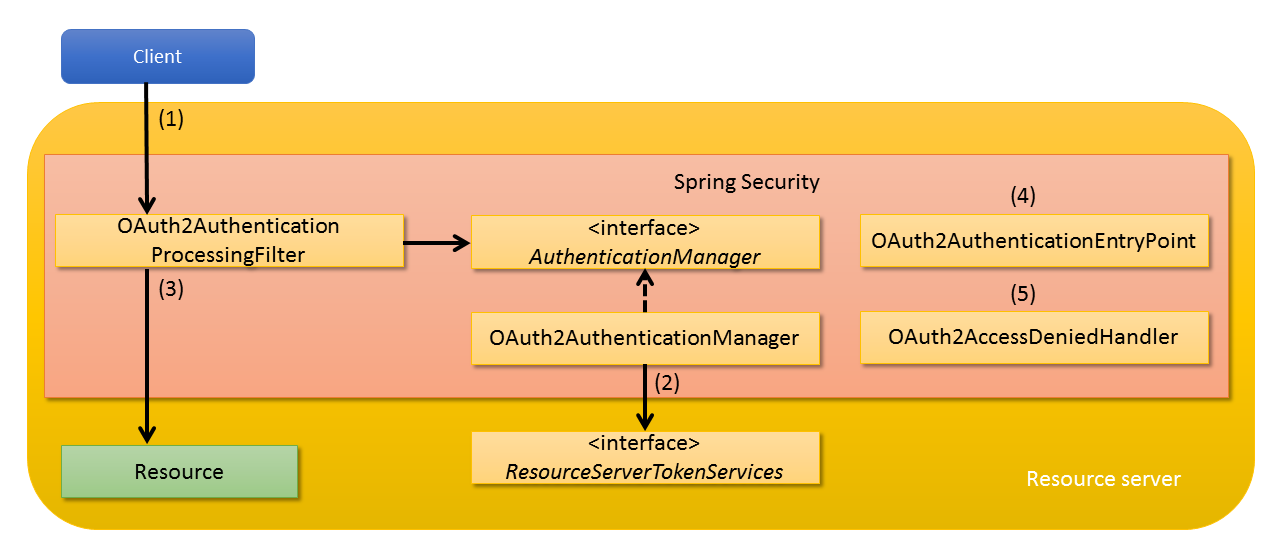 Client
(1)
Spring Security
(4)
OAuth2Authentication
ProcessingFilter
<interface>
AuthenticationManager
OAuth2AuthenticationEntryPoint
(3)
(5)
OAuth2AuthenticationManager
OAuth2AccessDeniedHandler
(2)
<interface>
ResourceServerTokenServices
Resource
Resource server